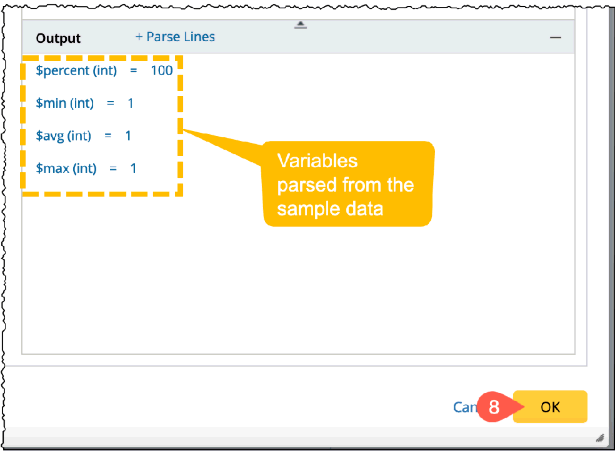 Output + Parse Lines
$percent (int) = 100
$min (int) = 1
$avg (int) = 1
$max (int) = 1
Variables
parsed from the
sample data
Can 8 OK